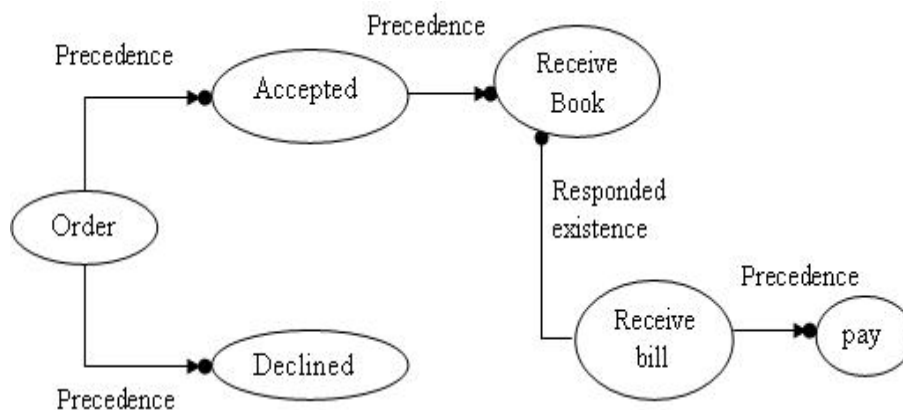 Precedence
Precedence
Accepted
Receive
Book
Order
Responded
existence
Precedence
Receive
bill
pay
Declined
Precedence